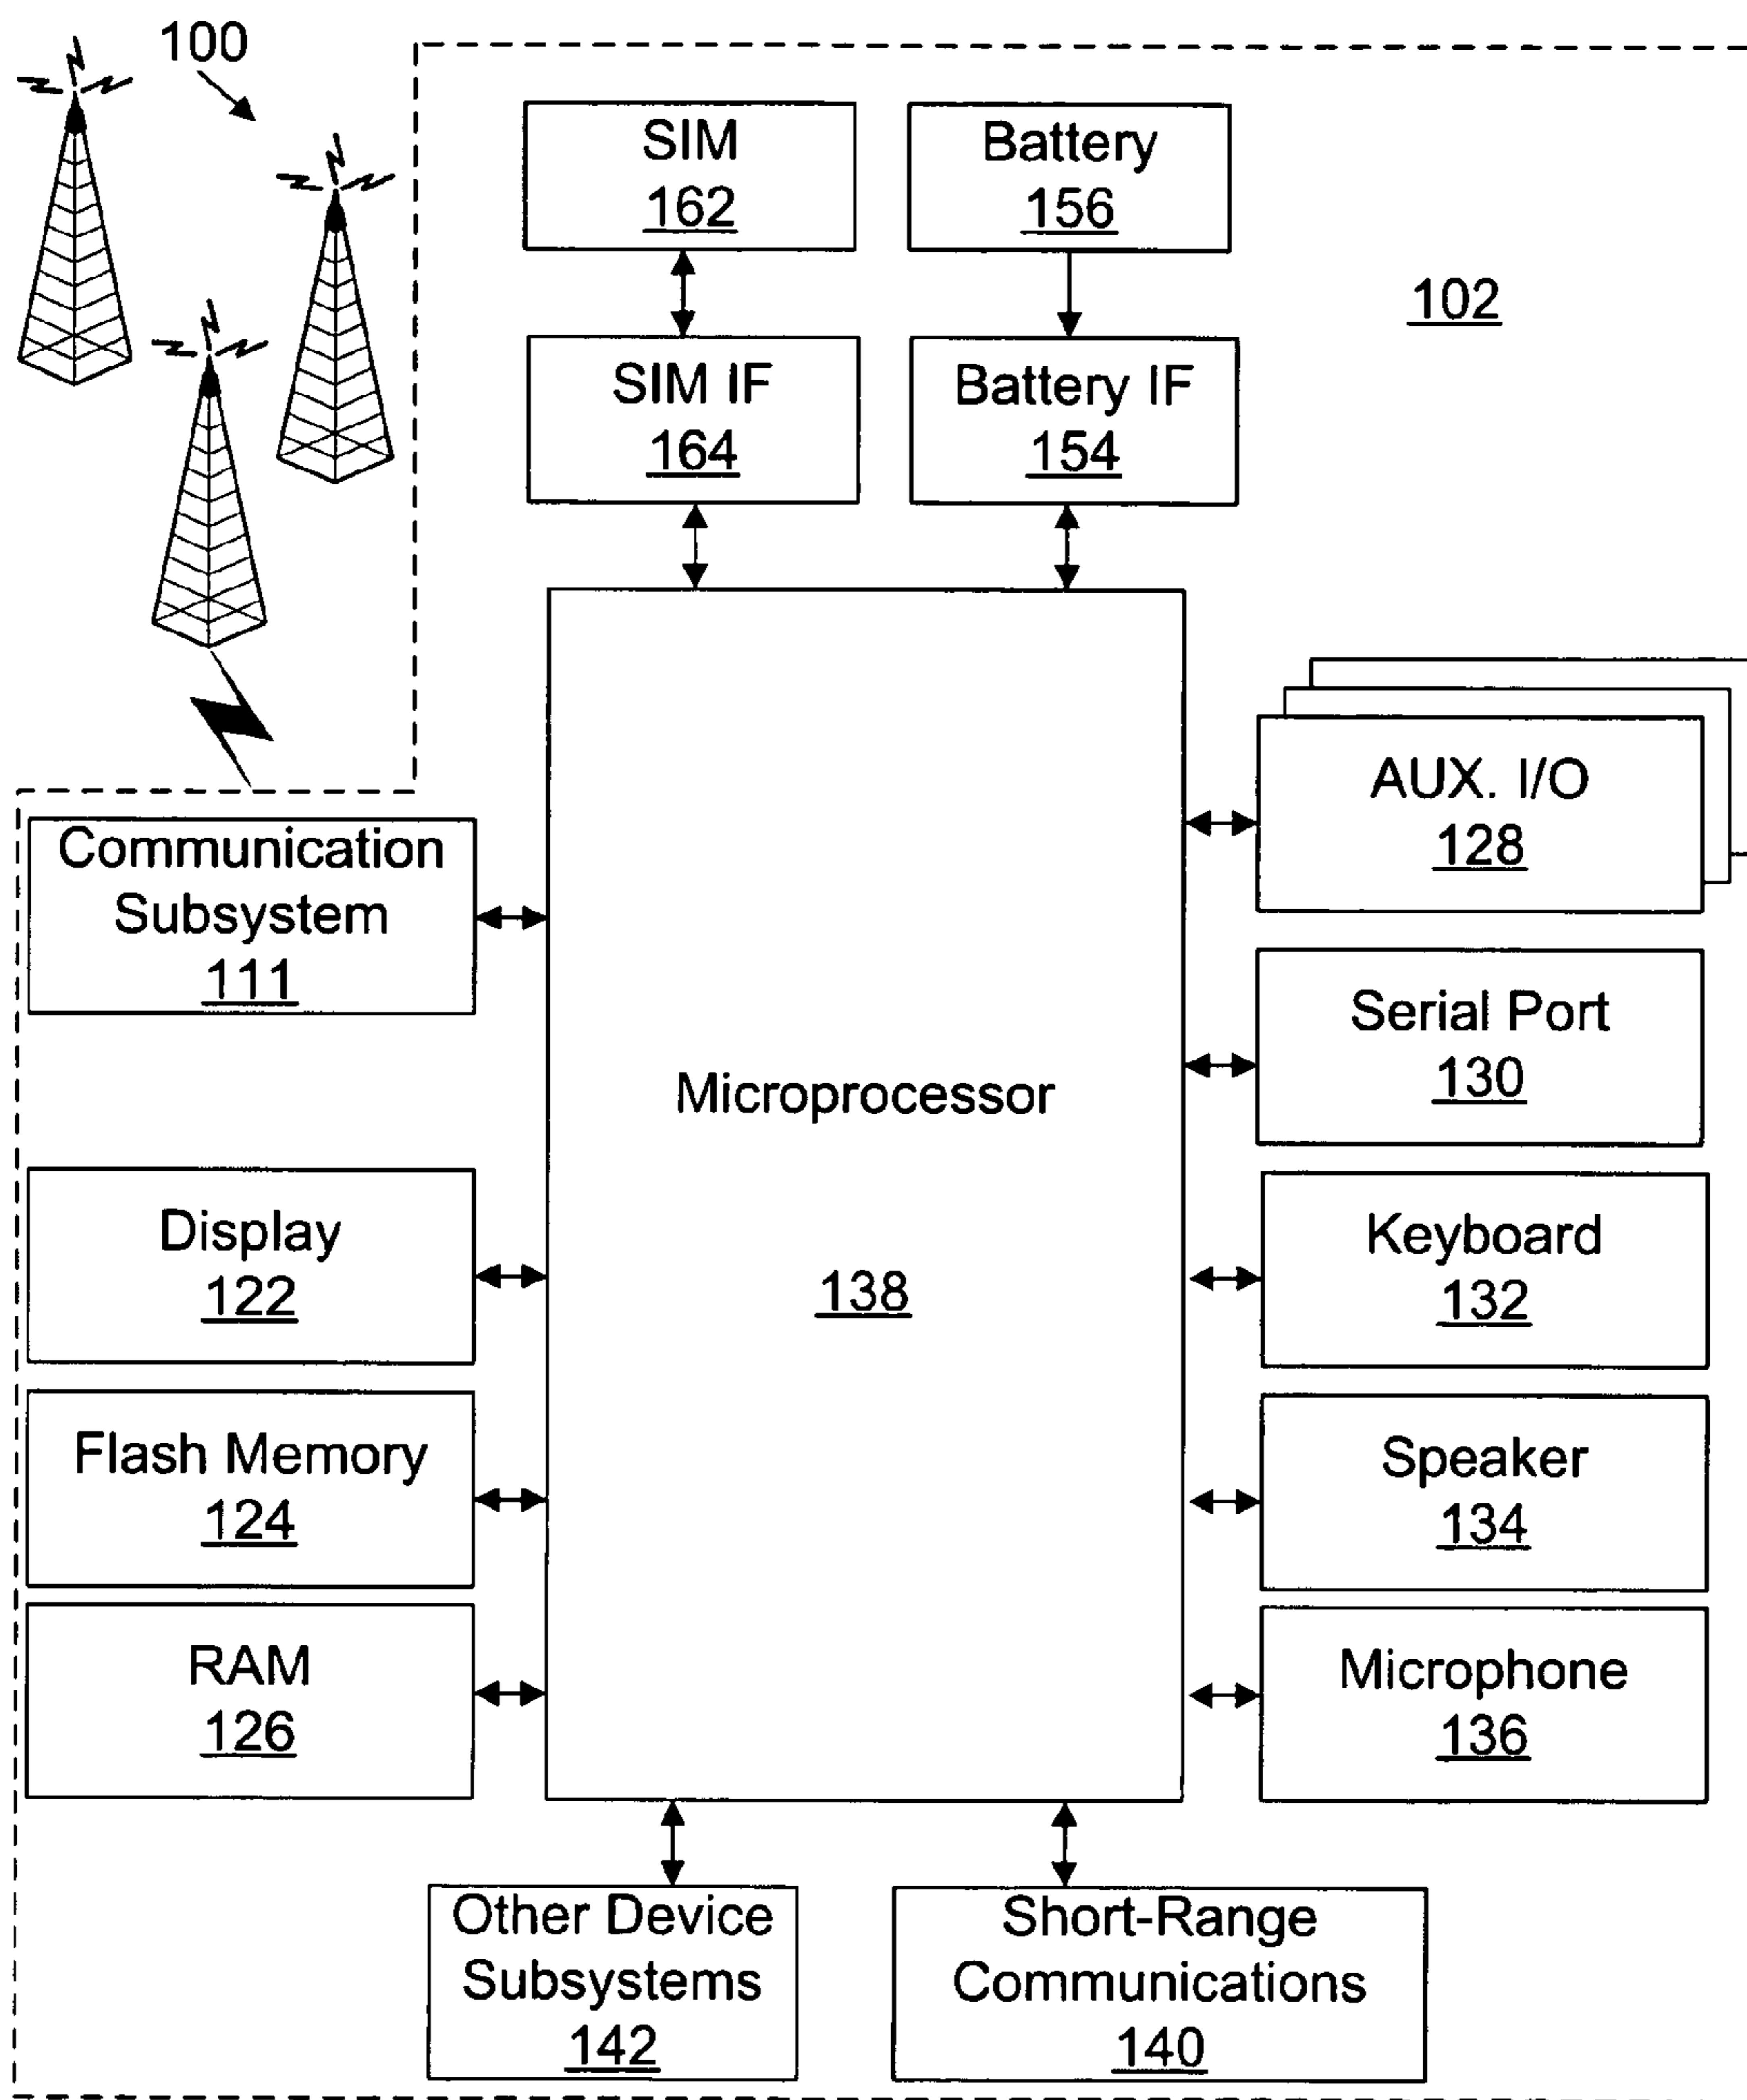 100
SIM
162
Battery
156
102
SIM IF
164
Battery IF
154
AUX. I/O
128
Communication
Subsystem
111
Serial Port
130
Microprocessor
138
Display
122
Keyboard
132
Flash Memory
124
Speaker
134
RAM
126
Microphone
136
Other Device
Subsystems
142
Short-Range
Communications
140